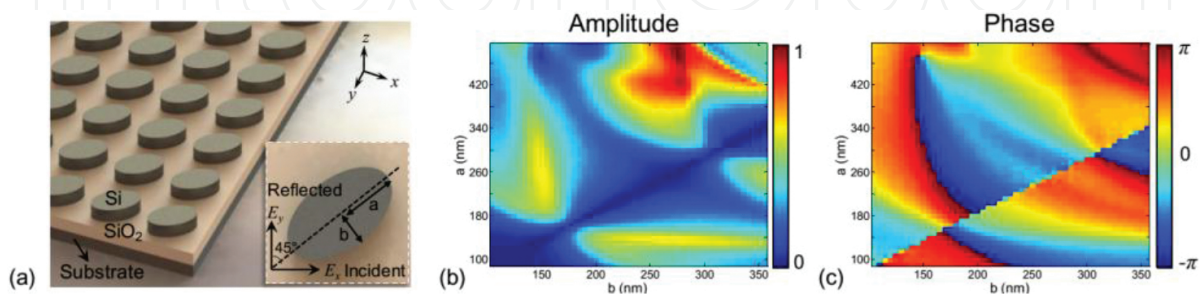 (a)
z
x
y
Si
SiO2
Substrate
Reflected
Ey
45°
a
b
Ex Incident
(b)
Amplitude
a (nm)
420
340
260
180
100
150 200 250 300 350
b (nm)
1
0
(c)
Phase
a (nm)
420
340
260
180
100
150 200 250 300 350
b (nm)
π
0
-π